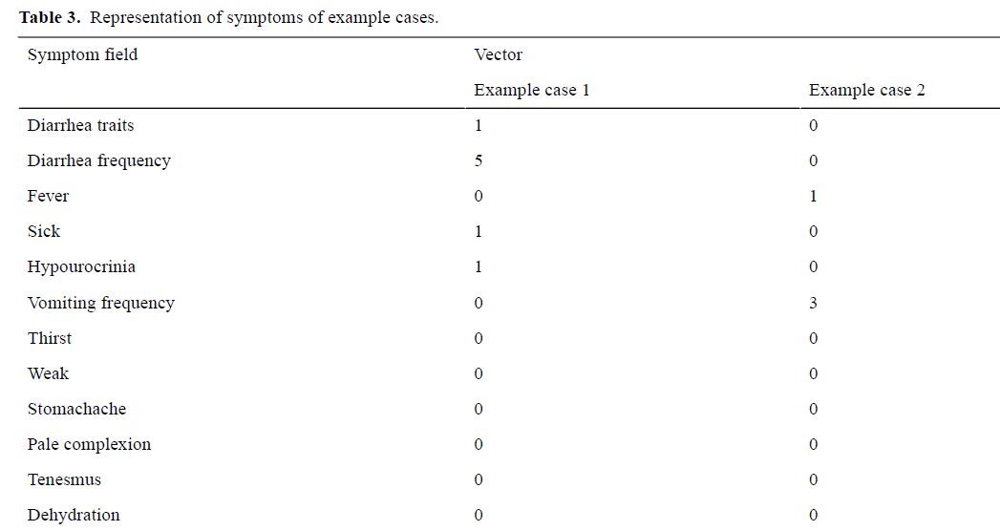 Table 3. Representation of symptoms of example cases.
Symptom field Vector
Example case 1 Example case 2
Diarrhea traits 1 0
Diarrhea frequency 5 0
Fever 0 1
Sick 1 0
Hypourocrinia 1 0
Vomiting frequency 0 3
Thirst 0 0
Weak 0 0
Stomachache 0 0
Pale complexion 0 0
Tenesmus 0 0
Dehydration 0 0